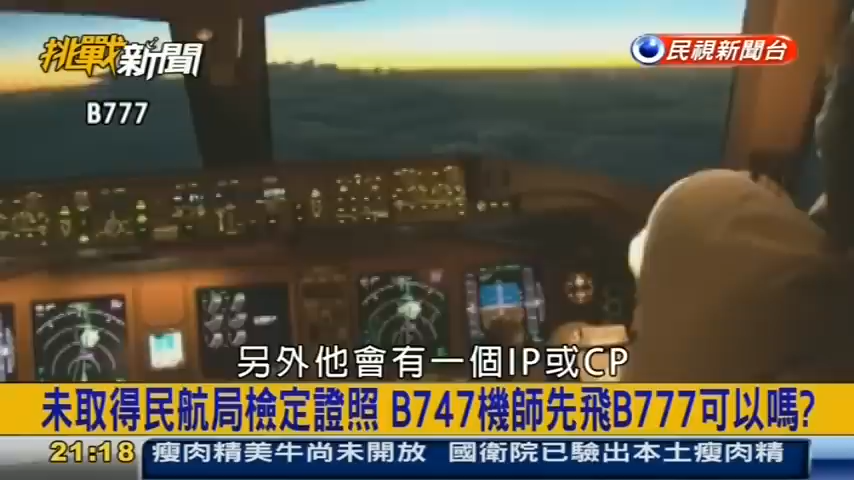 挑戰新聞
民視新聞台
B777
另外他會有一個IP或CP
未取得民航局檢定證照 B747機師先飛B777可以嗎?
21:18 瘦肉精美牛尚未開放 國衛院已驗出本土瘦肉精